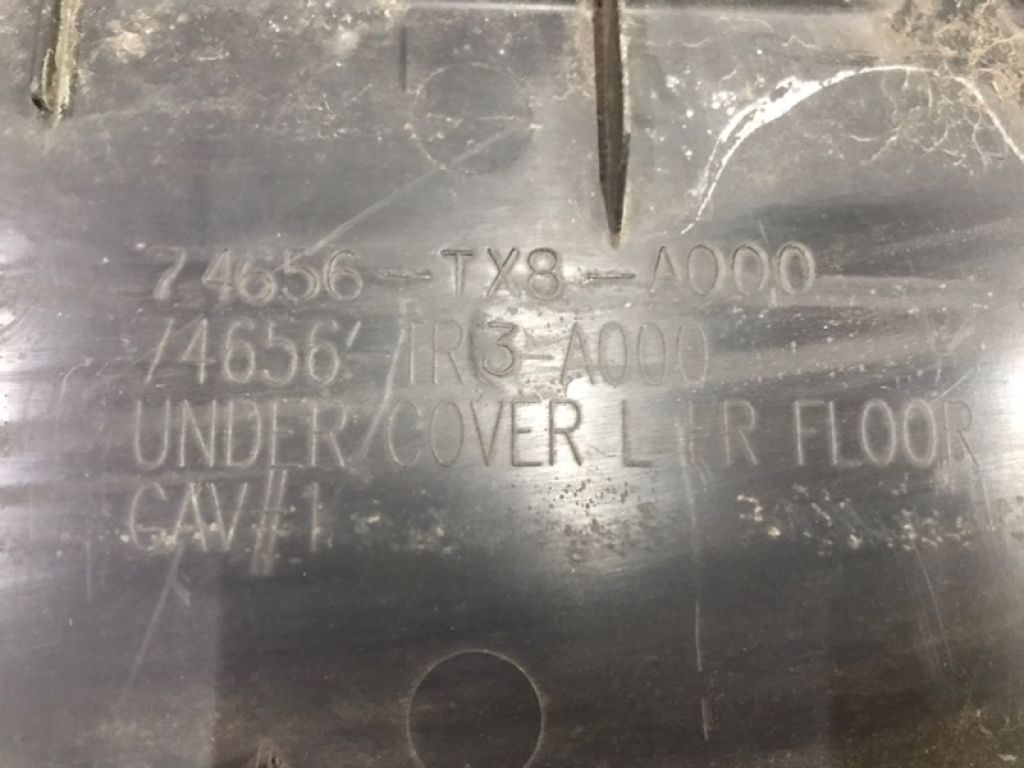 74656-TX8-A000
74656-TR3-A000
UNDER/COVER L FR FLOOR
CAV#1